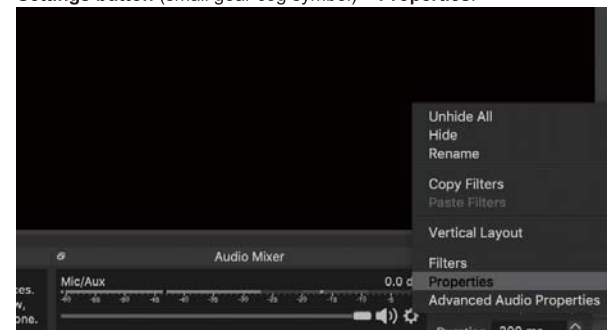 Settings button (small gear cog symbol) Properties.
Unhide All
Hide
Rename
Copy Filters
Paste Filters
Vertical Layout
Filters
Properties
Advanced Audio Properties
Audio Mixer
Mic/Aux 0.0 d
ces.
w,
one.
Duration 300 ms